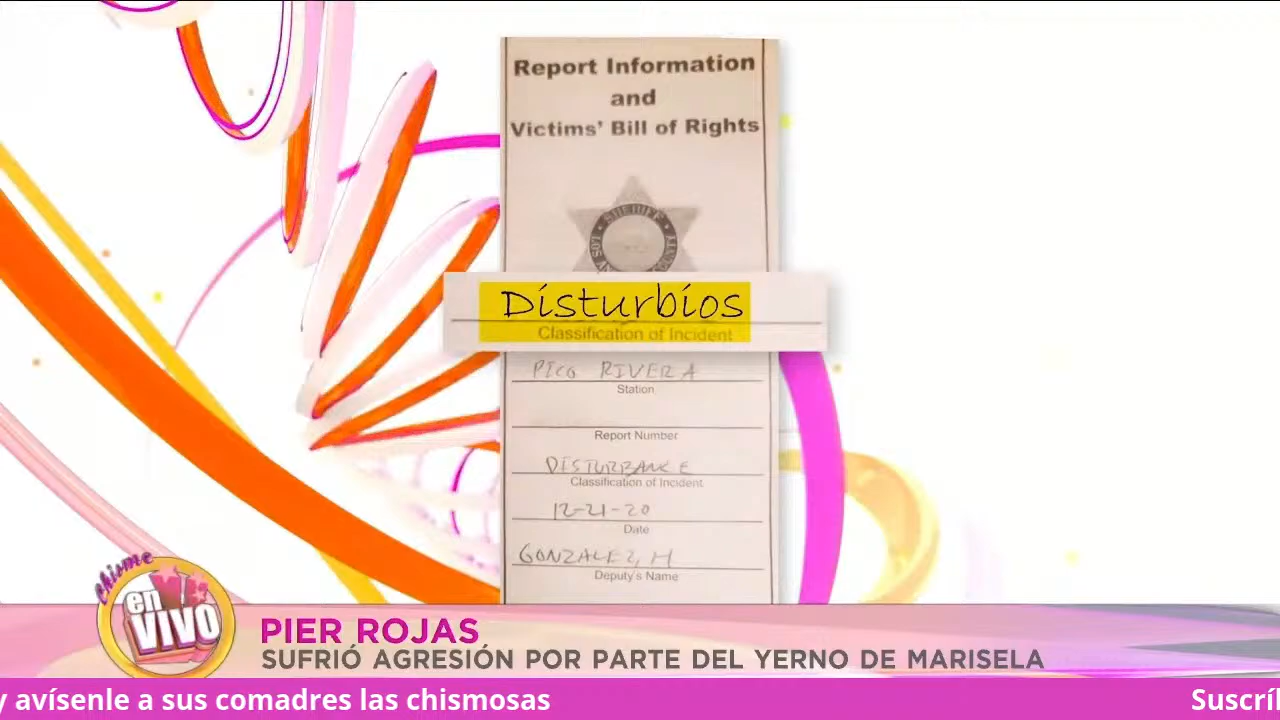 Report Information
and
Victims' Bill of Rights
SHERIFF
Disturbios
Classification of Incident
PICO RIVERA
Station
Report Number
DISTURBANCE
Classification of Incident
12-21-20
Date
GONZALEZ, H
Deputy's Name
chisme
en
VIVO
PIER ROJAS
SUFRIÓ AGRESIÓN POR PARTE DEL YERNO DE MARISELA
y avísenle a sus comadres las chismosas
Suscríl